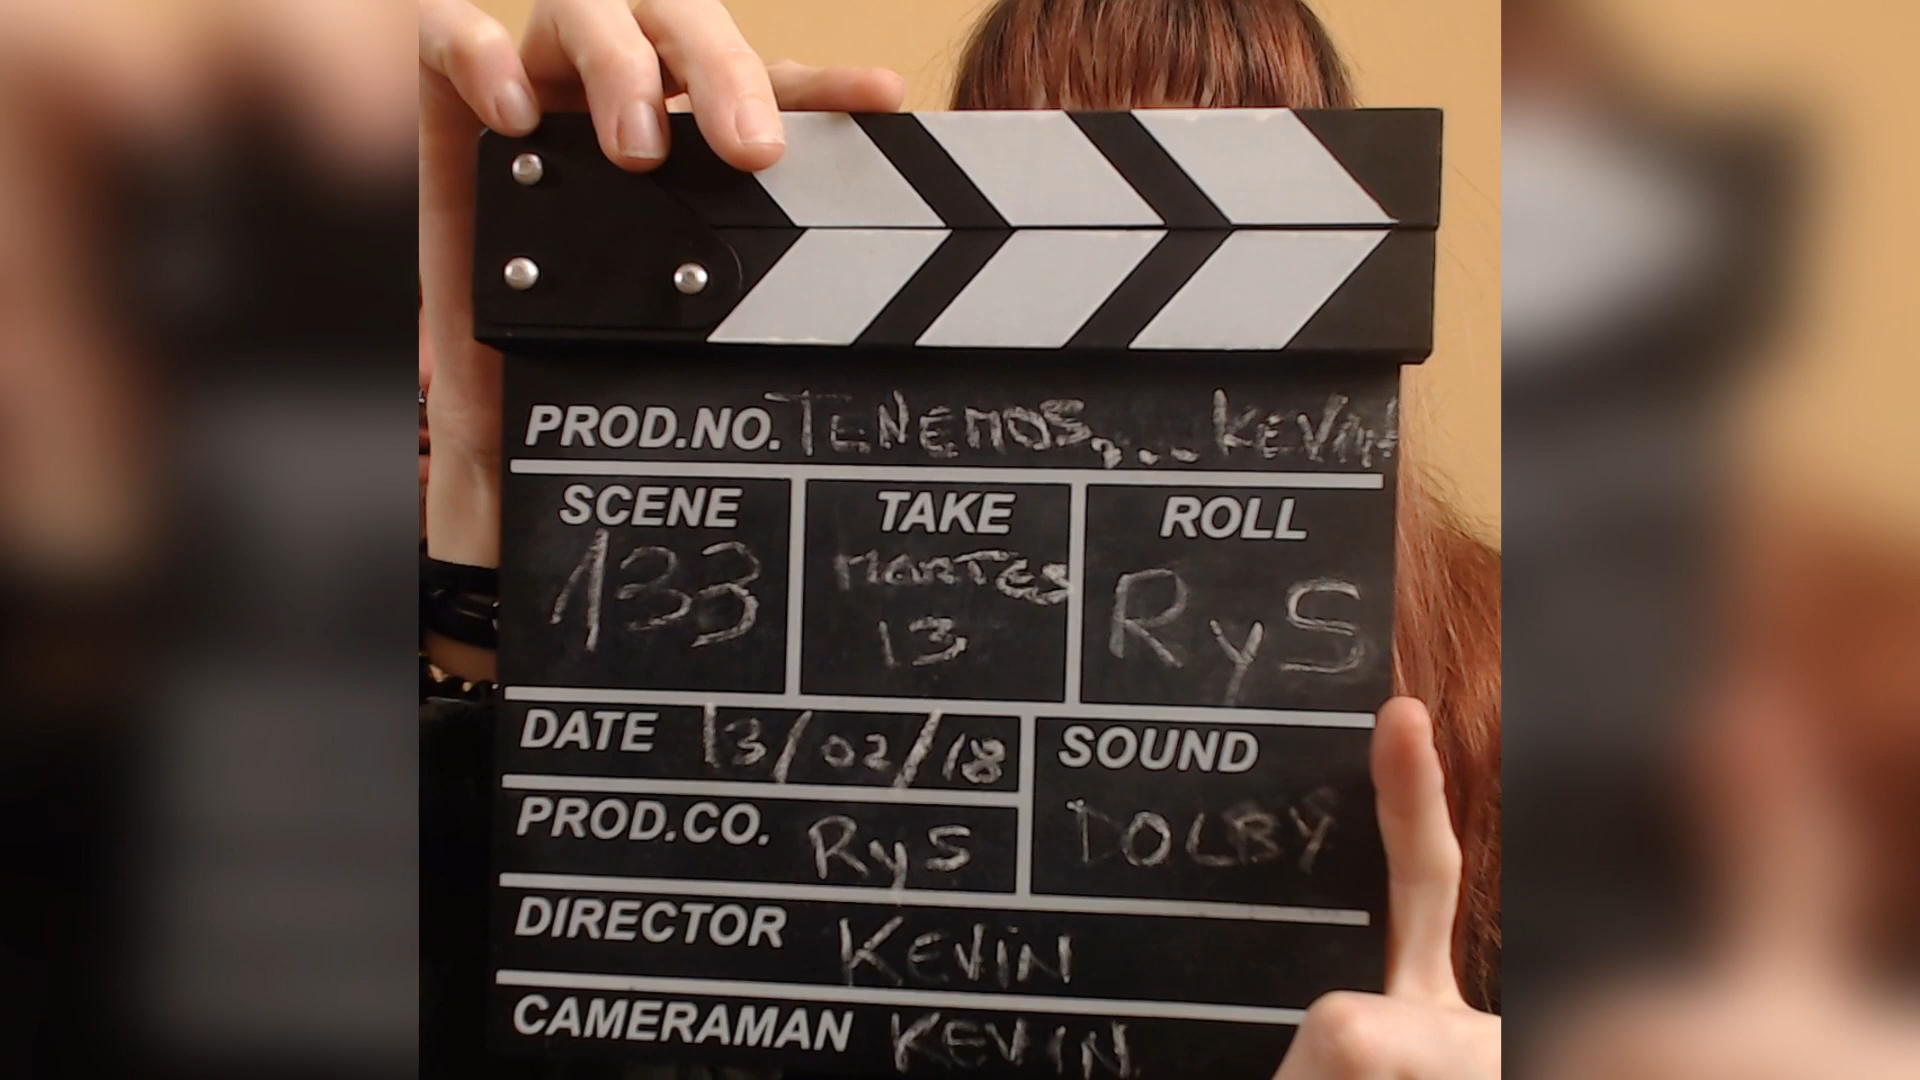 PROD.NO. TENEMOS... KEVIN
SCENE TAKE ROLL
133 MARTES 13 RyS
DATE 13/02/18 SOUND
PROD.CO. RyS DOLBY
DIRECTOR KEVIN
CAMERAMAN KEVIN